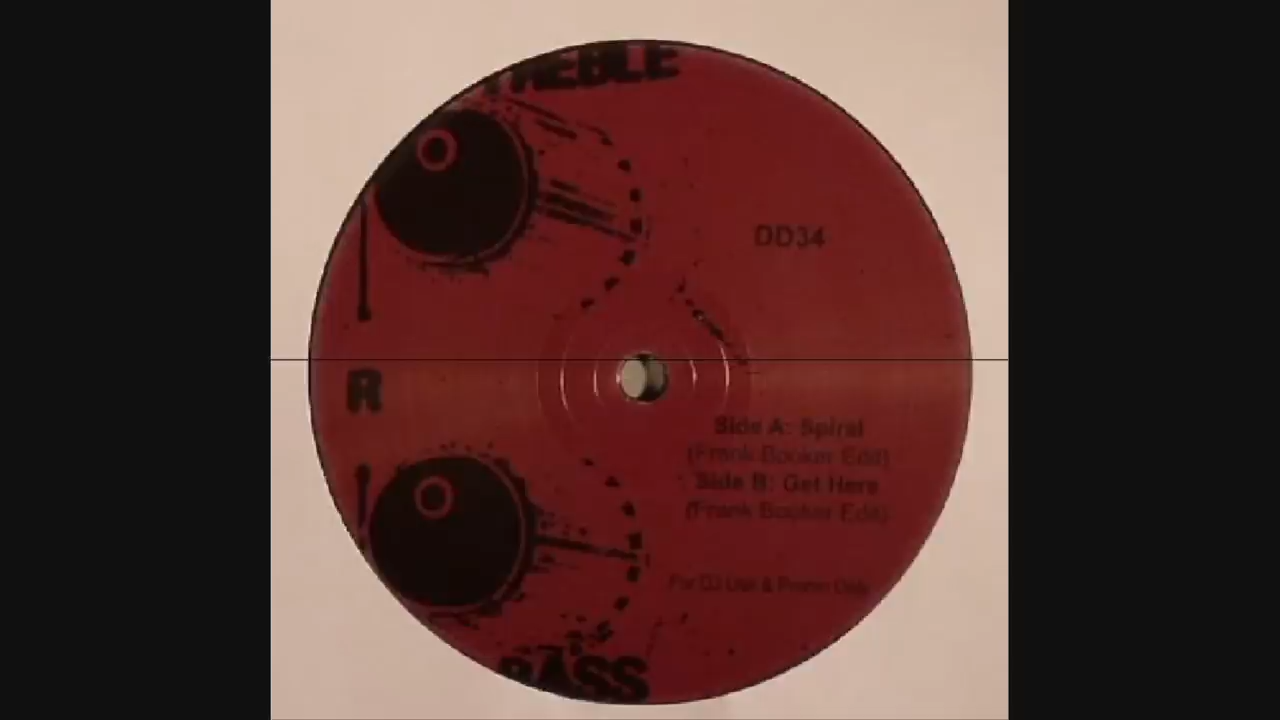 TREBLE
DD34
R
Side A: Spiral
(Frank Booker Edit)
Side B: Get Here
(Frank Booker Edit)
For DJ Use & Promo Only
BASS